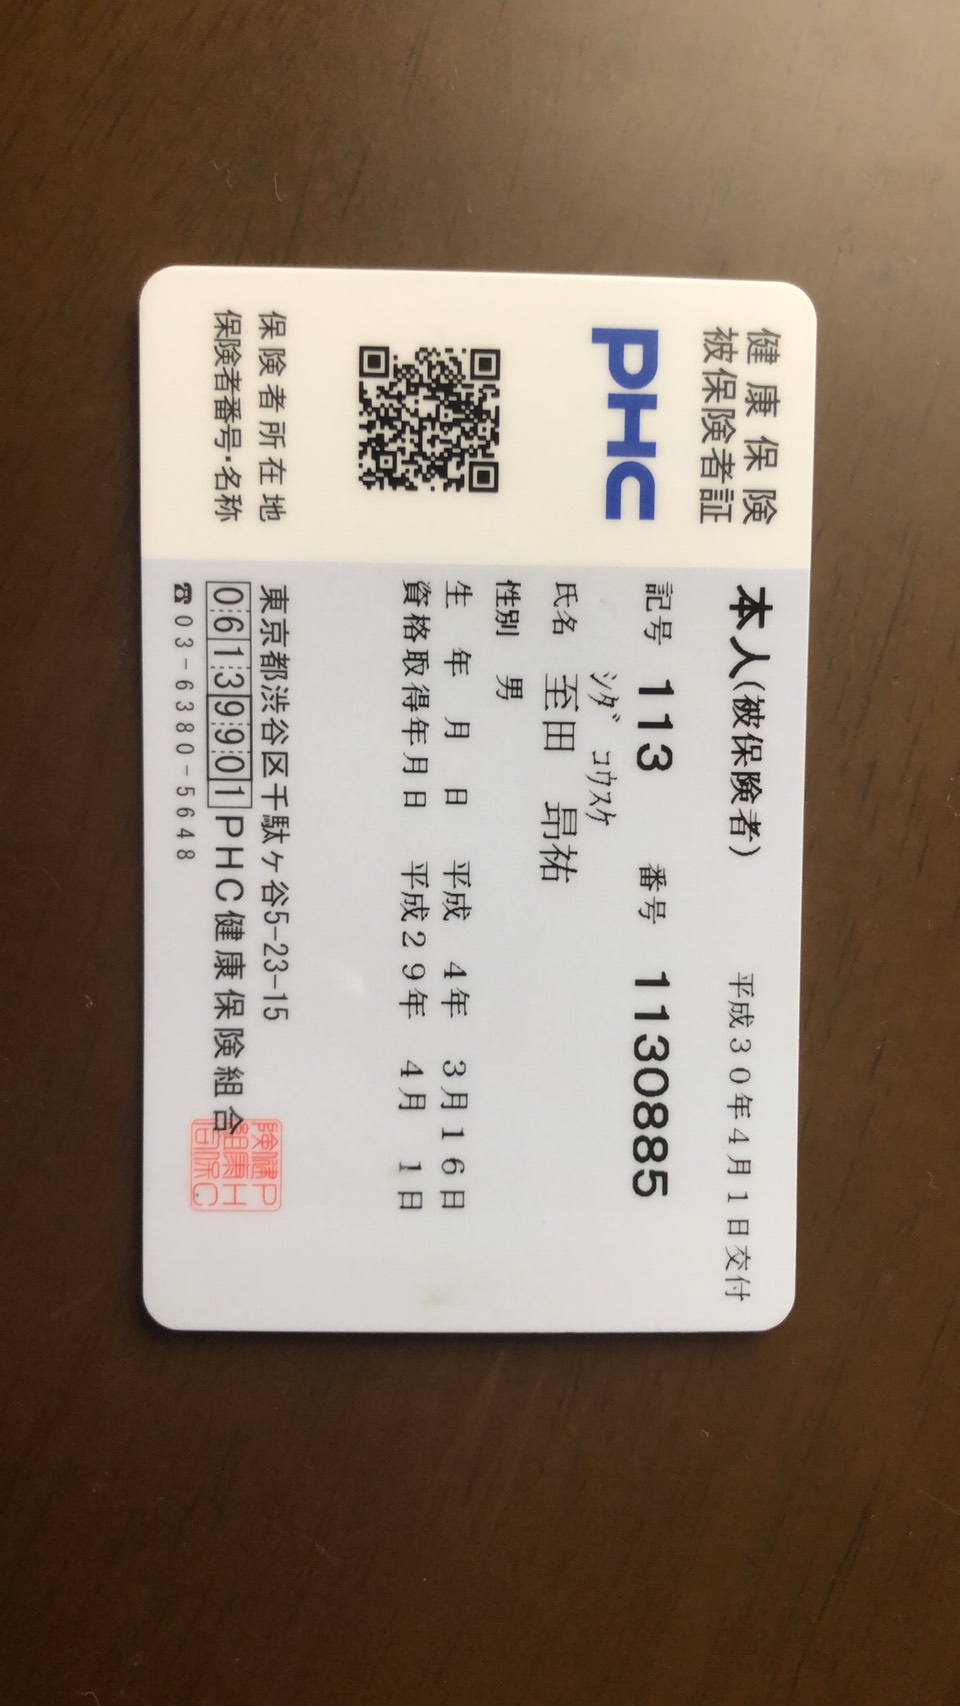 健康保険
被保険者証
PHC
本人(被保険者) 平成30年4月1日交付
記号 113 番号 1130885
ｼﾀﾞ ｺｳｽｹ
氏名 至田 昂祐
性別 男
生年月日 平成 4年 3月16日
資格取得年月日 平成29年 4月 1日
保険者所在地 東京都渋谷区千駄ヶ谷5-23-15
保険者番号・名称 06139901 PHC健康保険組合
☎03-6380-5648